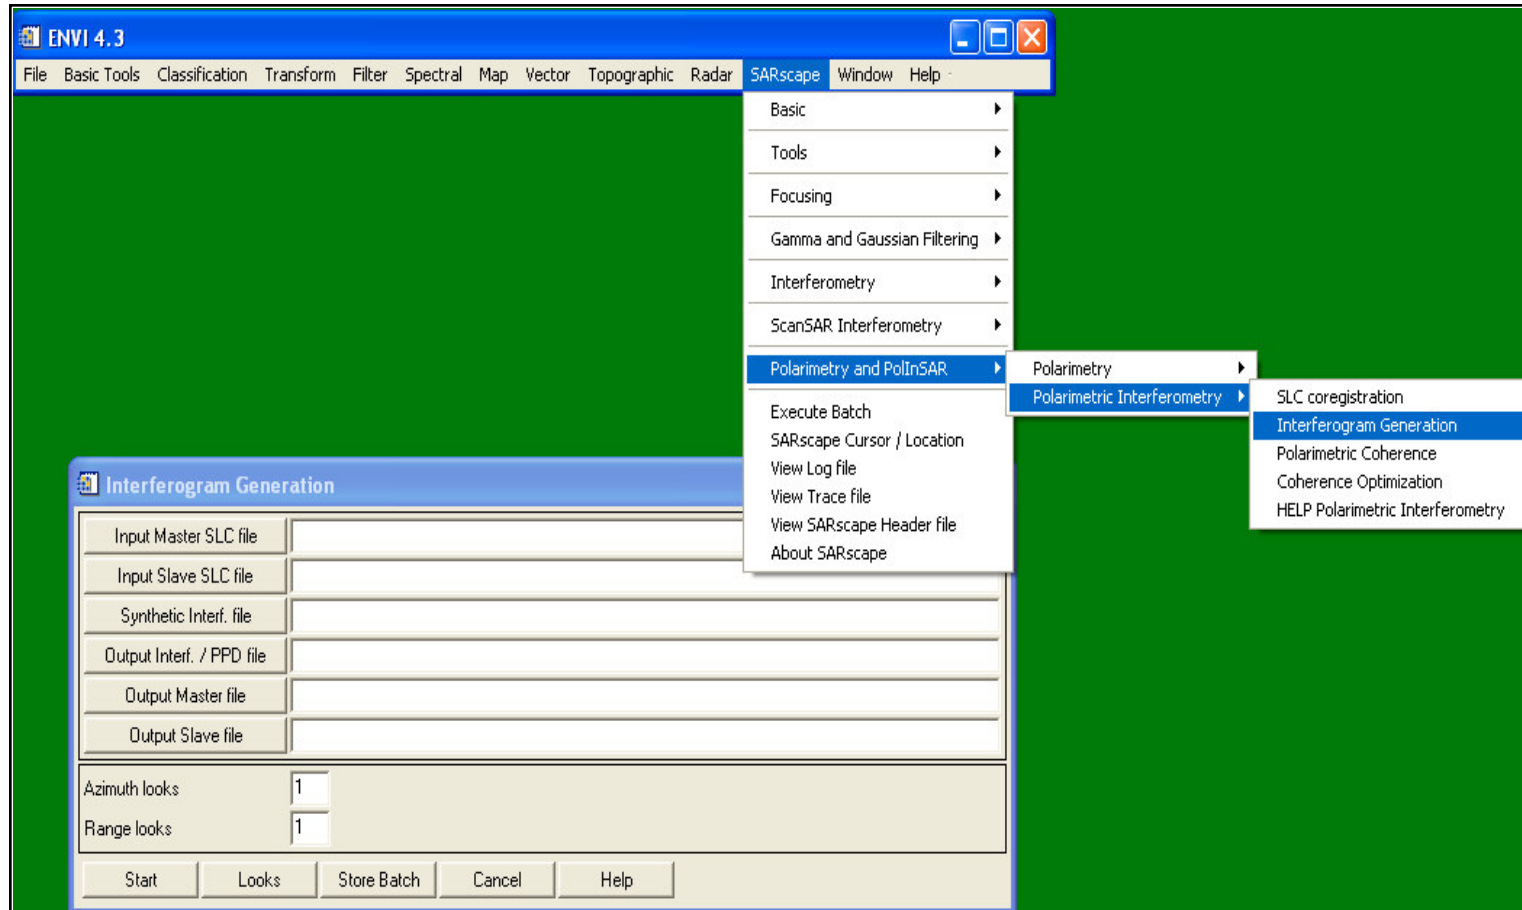 ENVI 4.3
File Basic Tools Classification Transform Filter Spectral Map Vector Topographic Radar SARscape Window Help
Basic
Tools
Focusing
Gamma and Gaussian Filtering
Interferometry
ScanSAR Interferometry
Polarimetry and PolInSAR
Execute Batch
SARscape Cursor / Location
View Log file
View Trace file
View SARscape Header file
About SARscape
Polarimetry
Polarimetric Interferometry
SLC coregistration
Interferogram Generation
Polarimetric Coherence
Coherence Optimization
HELP Polarimetric Interferometry
Interferogram Generation
Input Master SLC file
Input Slave SLC file
Synthetic Interf. file
Output Interf. / PPD file
Output Master file
Output Slave file
Azimuth looks 1
Range looks 1
Start Looks Store Batch Cancel Help